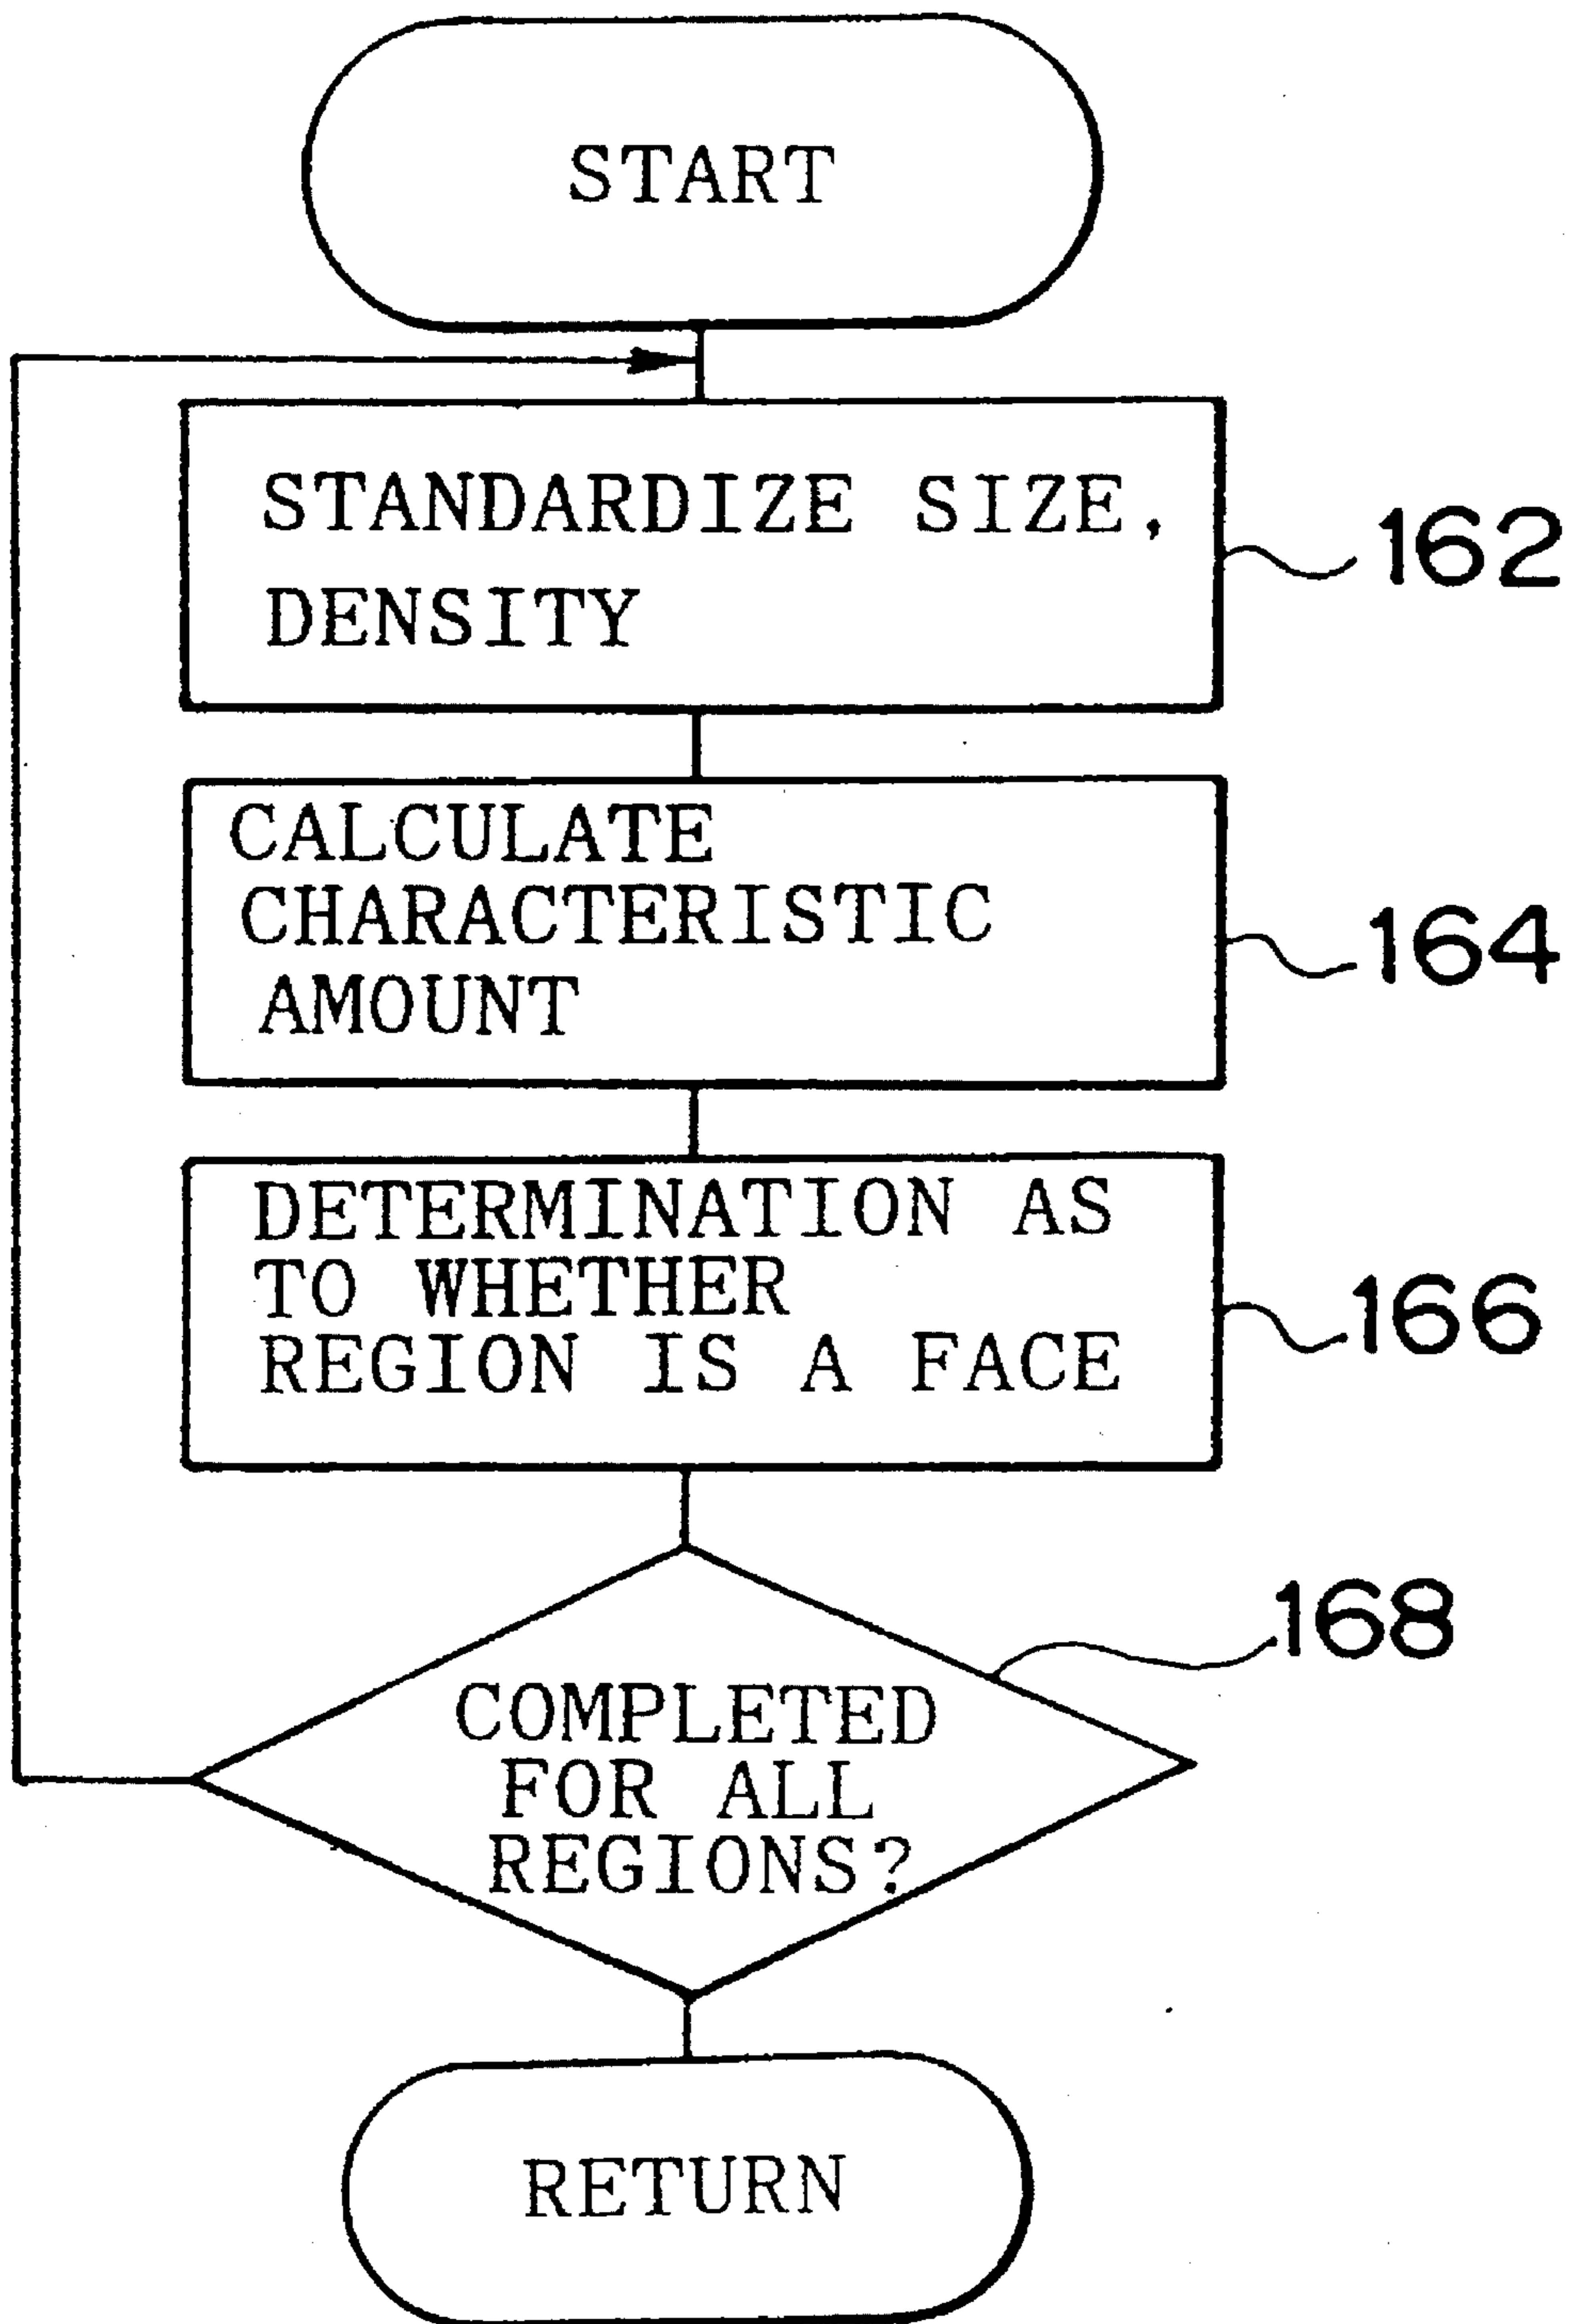 START
STANDARDIZE SIZE,
DENSITY
162
CALCULATE
CHARACTERISTIC
AMOUNT
164
DETERMINATION AS
TO WHETHER
REGION IS A FACE
166
168
COMPLETED
FOR ALL
REGIONS?
RETURN